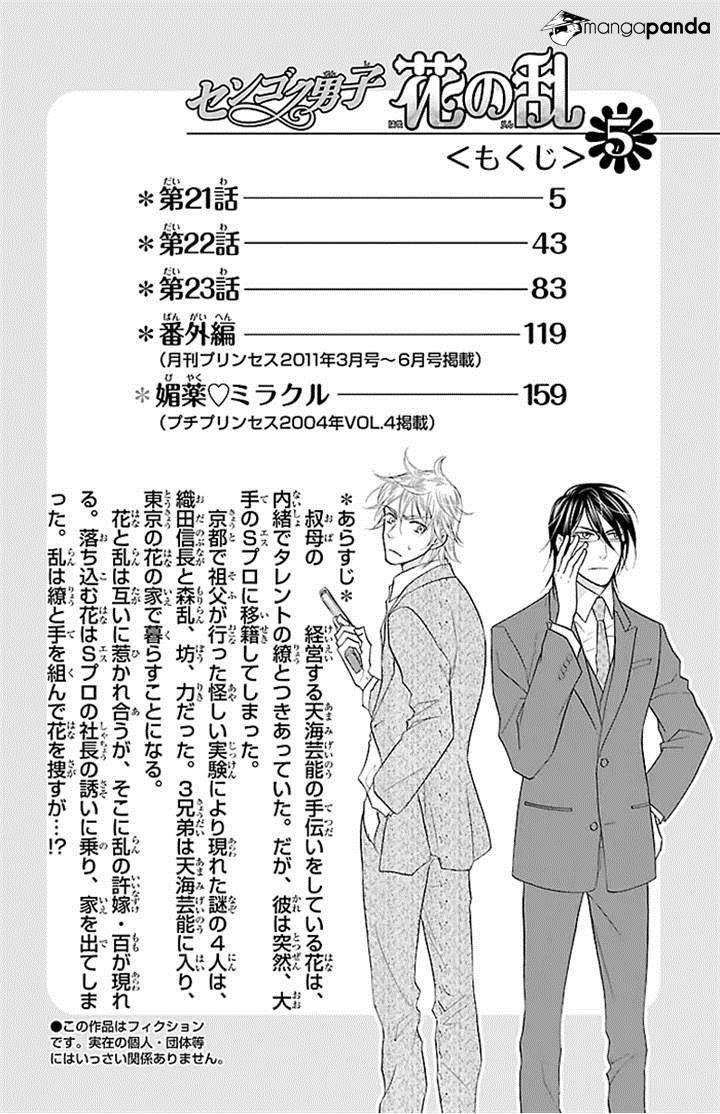 mangapanda
センゴク男子 花の乱 5
<もくじ>
*第21話 5
*第22話 43
*第23話 83
*番外編 119
(月刊プリンセス2011年3月号~6月号掲載)
*媚薬♡ミラクル 159
(プチプリンセス2004年VOL.4掲載)
*あらすじ*
叔母の 経営する天海芸能の手伝いをしている花は、
内緒でタレントの繚とつきあっていた。だが、彼は突然、大
手のSプロに移籍してしまった。
京都で祖父が行った怪しい実験により現れた謎の4人は、
織田信長と森乱、坊、力だった。3兄弟は天海芸能に入り、
東京の花の家で暮らすことになる。
花と乱は互いに惹かれ合うが、そこに乱の許嫁・百が現れ
る。落ち込む花はSプロの社長の誘いに乗り、家を出てしま
った。乱は繚と手を組んで花を捜すが…!?
●この作品はフィクション
です。実在の個人・団体等
にはいっさい関係ありません。